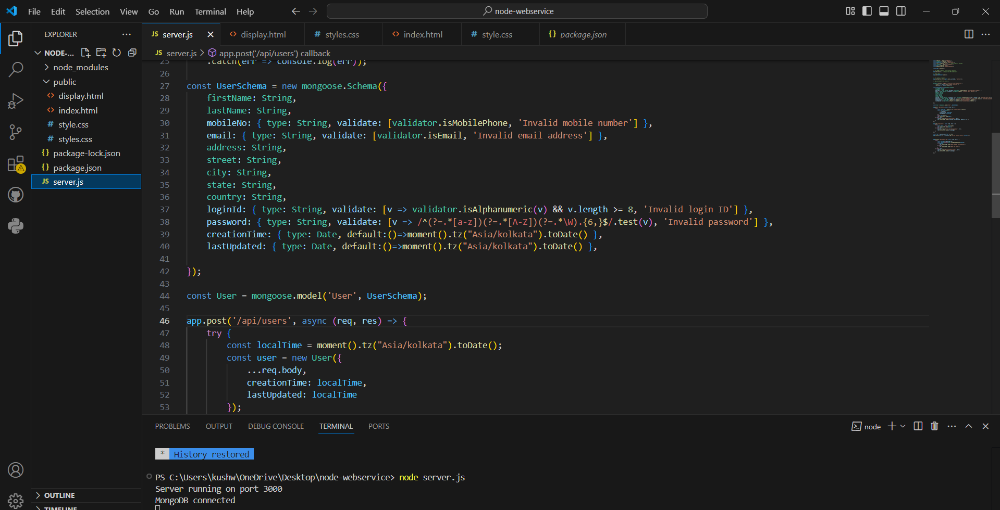 File Edit Selection View Go Run Terminal Help
node-webservice
EXPLORER
NODE-...
node_modules
public
display.html
index.html
style.css
styles.css
package-lock.json
package.json
server.js
OUTLINE
TIMELINE
server.js display.html styles.css index.html style.css package.json
server.js > app.post('/api/users') callback
25 .catch(err => console.log(err));
26
27 const UserSchema = new mongoose.Schema({
28 firstName: String,
29 lastName: String,
30 mobileNo: { type: String, validate: [validator.isMobilePhone, 'Invalid mobile number'] },
31 email: { type: String, validate: [validator.isEmail, 'Invalid email address'] },
32 address: String,
33 street: String,
34 city: String,
35 state: String,
36 country: String,
37 loginId: { type: String, validate: [v => validator.isAlphanumeric(v) && v.length >= 8, 'Invalid login ID'] },
38 password: { type: String, validate: [v => /^(?=.*[a-z])(?=.*[A-Z])(?=.*\W).{6,}$/.test(v), 'Invalid password'] },
39 creationTime: { type: Date, default:()=>moment().tz("Asia/kolkata").toDate() },
40 lastUpdated: { type: Date, default:()=>moment().tz("Asia/kolkata").toDate() },
41
42 });
43
44 const User = mongoose.model('User', UserSchema);
45
46 app.post('/api/users', async (req, res) => {
47 try {
48 const localTime = moment().tz("Asia/kolkata").toDate();
49 const user = new User({
50 ...req.body,
51 creationTime: localTime,
52 lastUpdated: localTime
53 });
PROBLEMS OUTPUT DEBUG CONSOLE TERMINAL PORTS
node
* History restored
PS C:\Users\kushw\OneDrive\Desktop\node-webservice> node server.js
Server running on port 3000
MongoDB connected